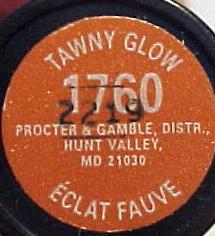 TAWNY GLOW
1760
2219
PROCTER & GAMBLE, DISTR.,
HUNT VALLEY,
MD 21030
ÉCLAT FAUVE